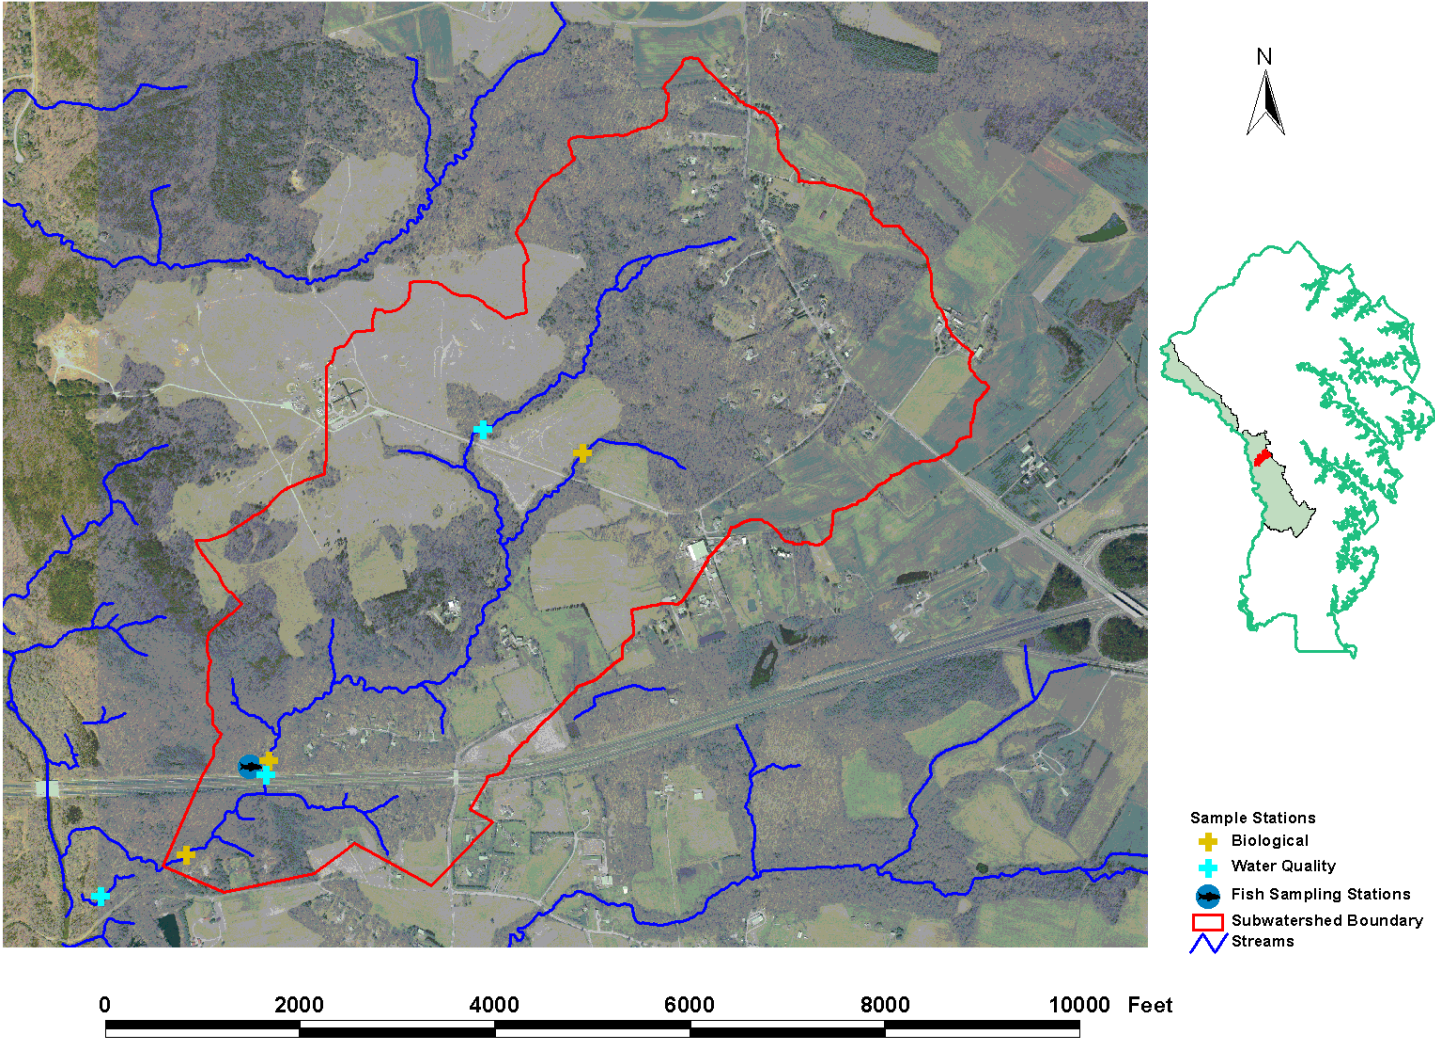 N
Sample Stations
Biological
Water Quality
Fish Sampling Stations
Subwatershed Boundary
Streams
0 2000 4000 6000 8000 10000 Feet